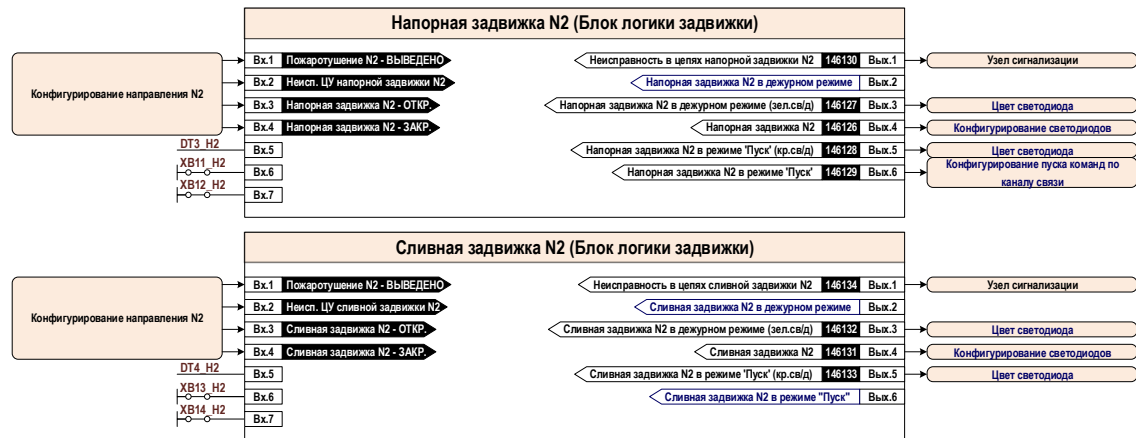 Напорная задвижка N2 (Блок логики задвижки)
Конфигурирование направления N2
Вх.1 Пожаротушение N2 - ВЫВЕДЕНО
Неисправность в цепях напорной задвижки N2 146130 Вых.1
Узел сигнализации
Вх.2 Неисп. ЦУ напорной задвижки N2
Напорная задвижка N2 в дежурном режиме Вых.2
Вх.3 Напорная задвижка N2 - ОТКР.
Напорная задвижка N2 в дежурном режиме (зел.св/д) 146127 Вых.3
Цвет светодиода
Вх.4 Напорная задвижка N2 - ЗАКР.
Напорная задвижка N2 146126 Вых.4
Конфигурирование светодиодов
DT3_H2 Вх.5
Напорная задвижка N2 в режиме 'Пуск' (кр.св/д) 146128 Вых.5
Цвет светодиода
XB11_H2 Вх.6
Напорная задвижка N2 в режиме 'Пуск' 146129 Вых.6
Конфигурирование пуска команд по
каналу связи
XB12_H2 Вх.7
Сливная задвижка N2 (Блок логики задвижки)
Конфигурирование направления N2
Вх.1 Пожаротушение N2 - ВЫВЕДЕНО
Неисправность в цепях сливной задвижки N2 146134 Вых.1
Узел сигнализации
Вх.2 Неисп. ЦУ сливной задвижки N2
Сливная задвижка N2 в дежурном режиме Вых.2
Вх.3 Сливная задвижка N2 - ОТКР.
Сливная задвижка N2 в дежурном режиме (зел.св/д) 146132 Вых.3
Цвет светодиода
Вх.4 Сливная задвижка N2 - ЗАКР.
Сливная задвижка N2 146131 Вых.4
Конфигурирование светодиодов
DT4_H2 Вх.5
Сливная задвижка N2 в режиме 'Пуск' (кр.св/д) 146133 Вых.5
Цвет светодиода
XB13_H2 Вх.6
Сливная задвижка N2 в режиме "Пуск" Вых.6
XB14_H2 Вх.7